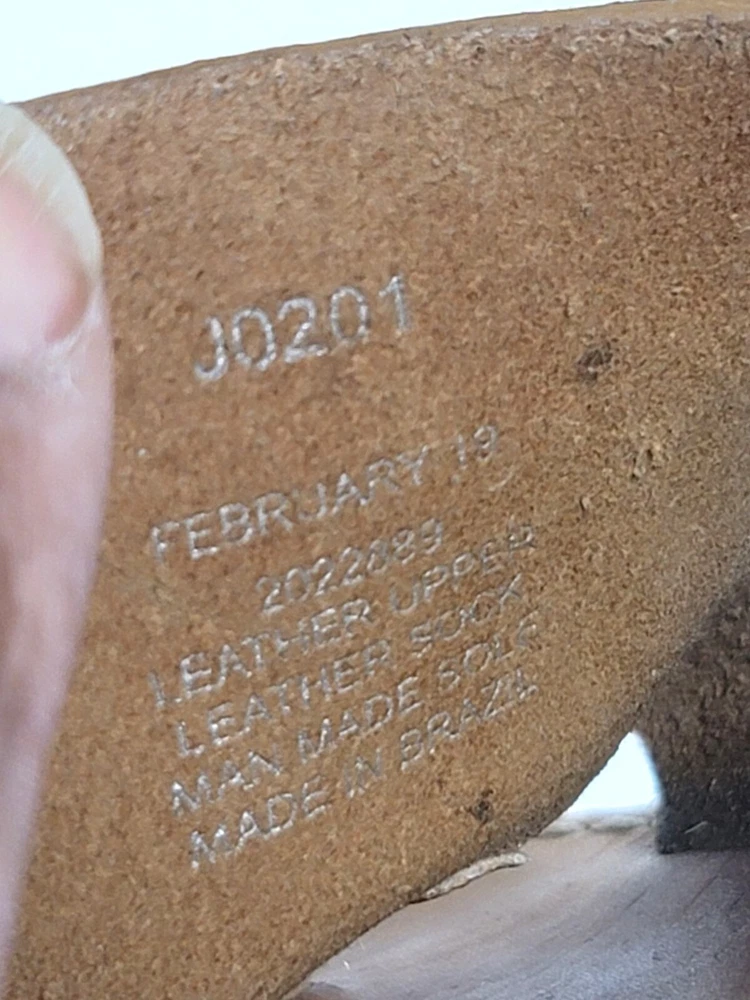 J0201
FEBRUARY 19
2022889
LEATHER UPPER
LEATHER SOCK
MAN MADE SOLE
MADE IN BRAZIL